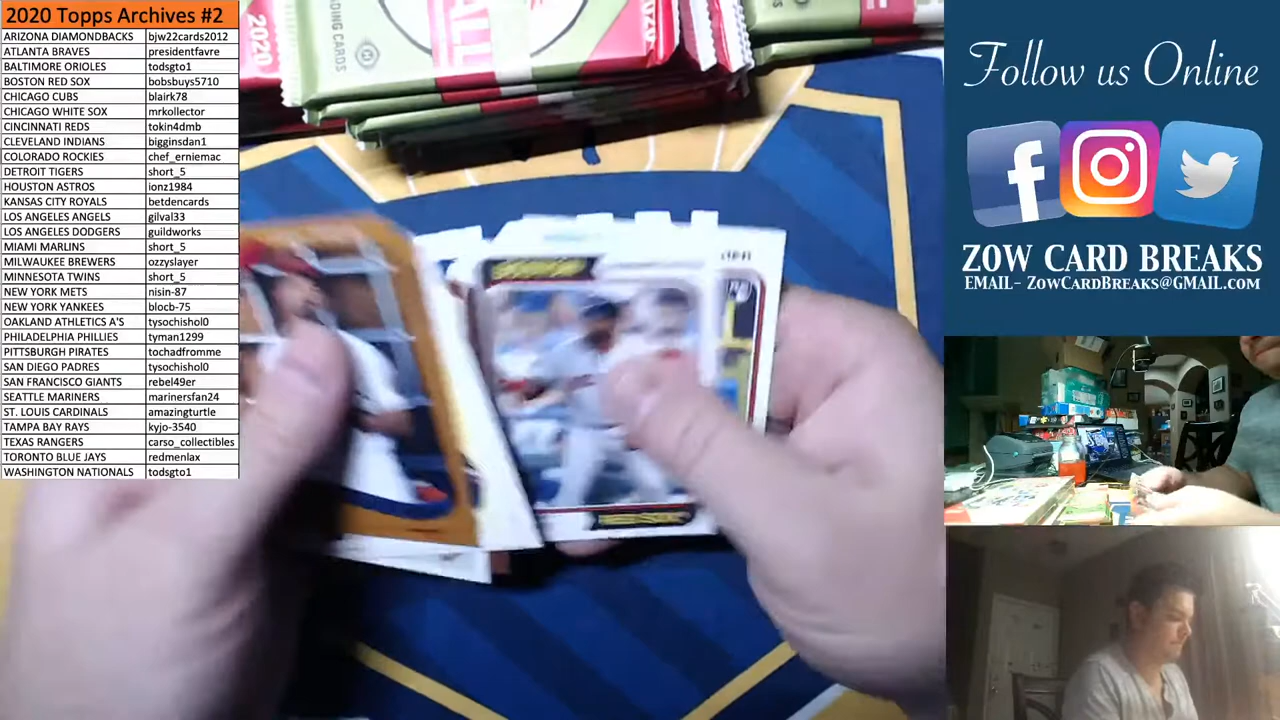 2020 Topps Archives #2
ARIZONA DIAMONDBACKS bjw22cards2012
ATLANTA BRAVES presidentfavre
BALTIMORE ORIOLES todsgto1
BOSTON RED SOX bobsbuys5710
CHICAGO CUBS blairk78
CHICAGO WHITE SOX mrkollector
CINCINNATI REDS tokin4dmb
CLEVELAND INDIANS bigginsdan1
COLORADO ROCKIES chef_erniemac
DETROIT TIGERS short_5
HOUSTON ASTROS ionz1984
KANSAS CITY ROYALS betdencards
LOS ANGELES ANGELS gilval33
LOS ANGELES DODGERS guildworks
MIAMI MARLINS short_5
MILWAUKEE BREWERS ozzyslayer
MINNESOTA TWINS short_5
NEW YORK METS nisin-87
NEW YORK YANKEES blocb-75
OAKLAND ATHLETICS A'S tysochishol0
PHILADELPHIA PHILLIES tyman1299
PITTSBURGH PIRATES tochadfromme
SAN DIEGO PADRES tysochishol0
SAN FRANCISCO GIANTS rebel49er
SEATTLE MARINERS marinersfan24
ST. LOUIS CARDINALS amazingturtle
TAMPA BAY RAYS kyjo-3540
TEXAS RANGERS carso_collectibles
TORONTO BLUE JAYS redmenlax
WASHINGTON NATIONALS todsgto1
2020
CARDS
2020
Follow us Online
ZOW CARD BREAKS
EMAIL- ZowCardBreaks@gmail.com